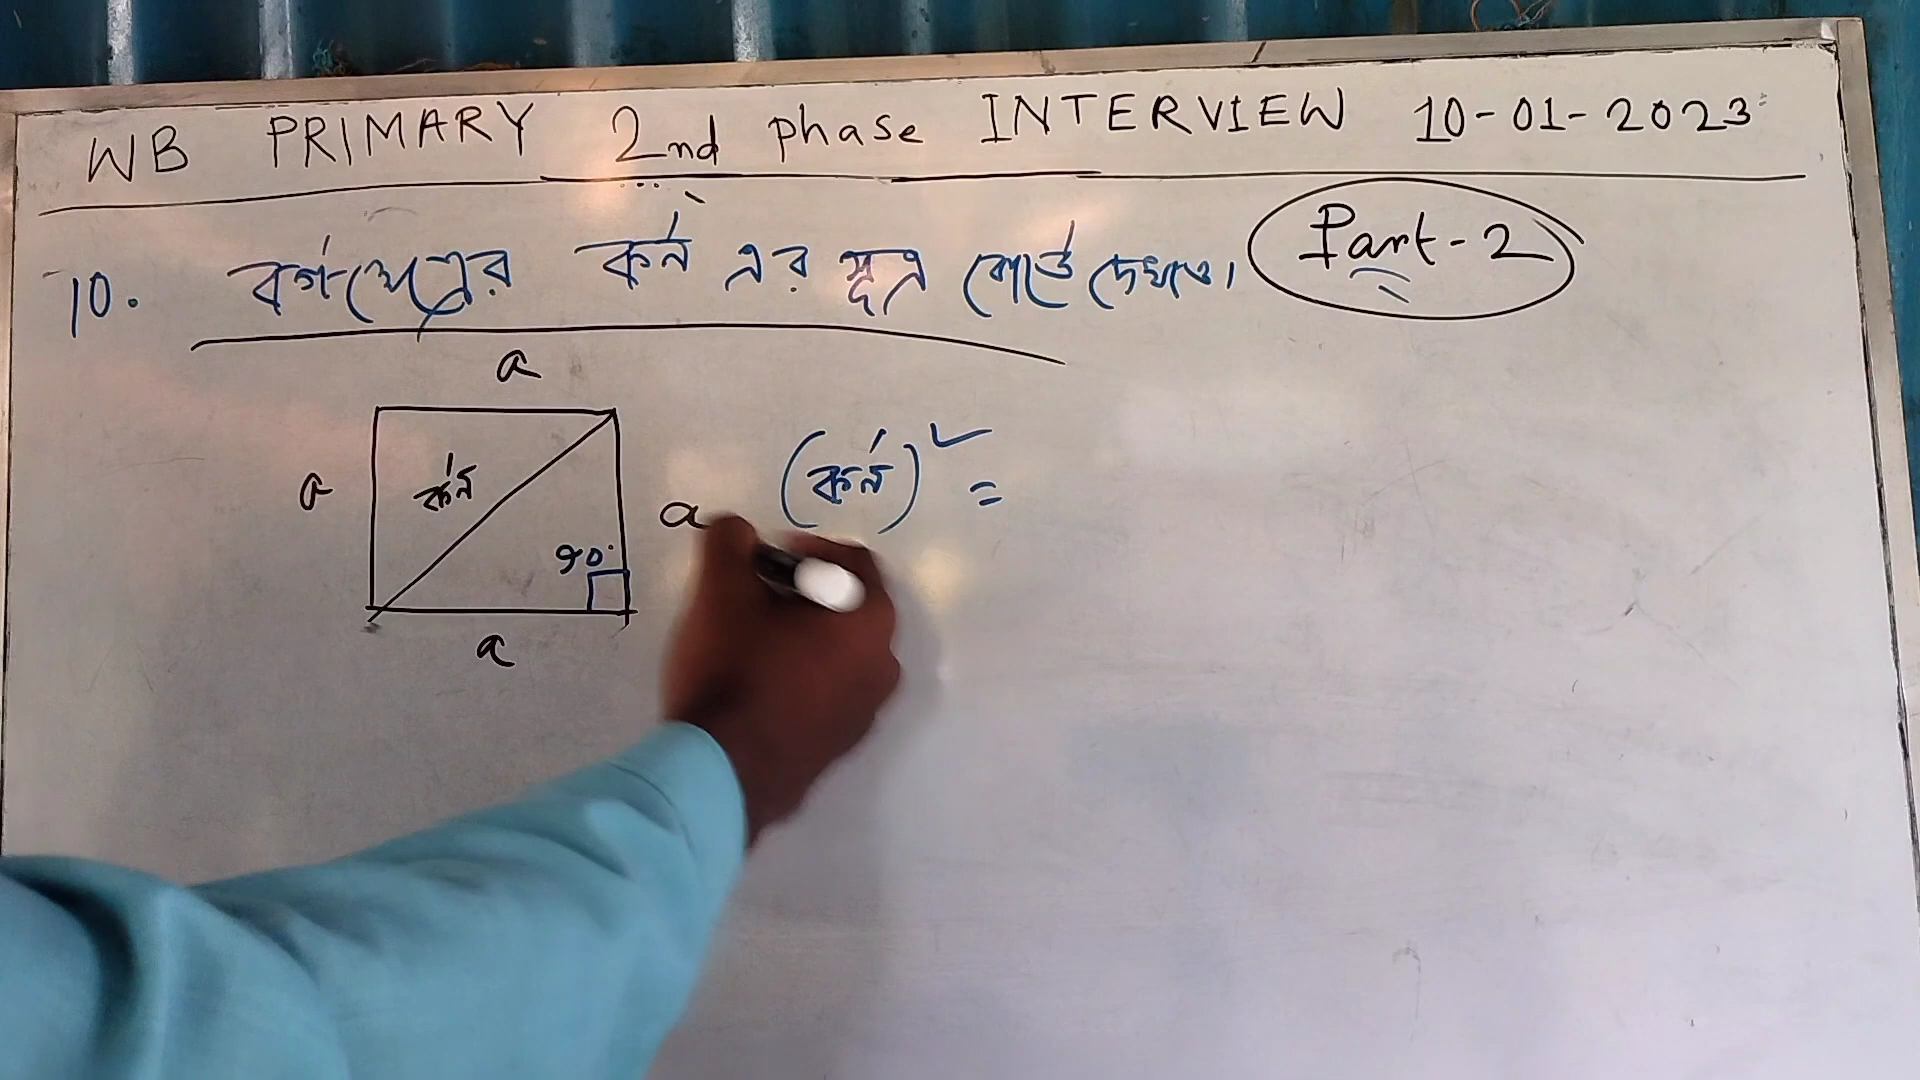 WB PRIMARY 2nd phase INTERVIEW 10-01-2023
10. বর্গক্ষেত্রের কর্ন এর সূত্র বোর্ডে দেখাও। Part-2
a
a কর্ন a (কর্ন)² =
90°
a